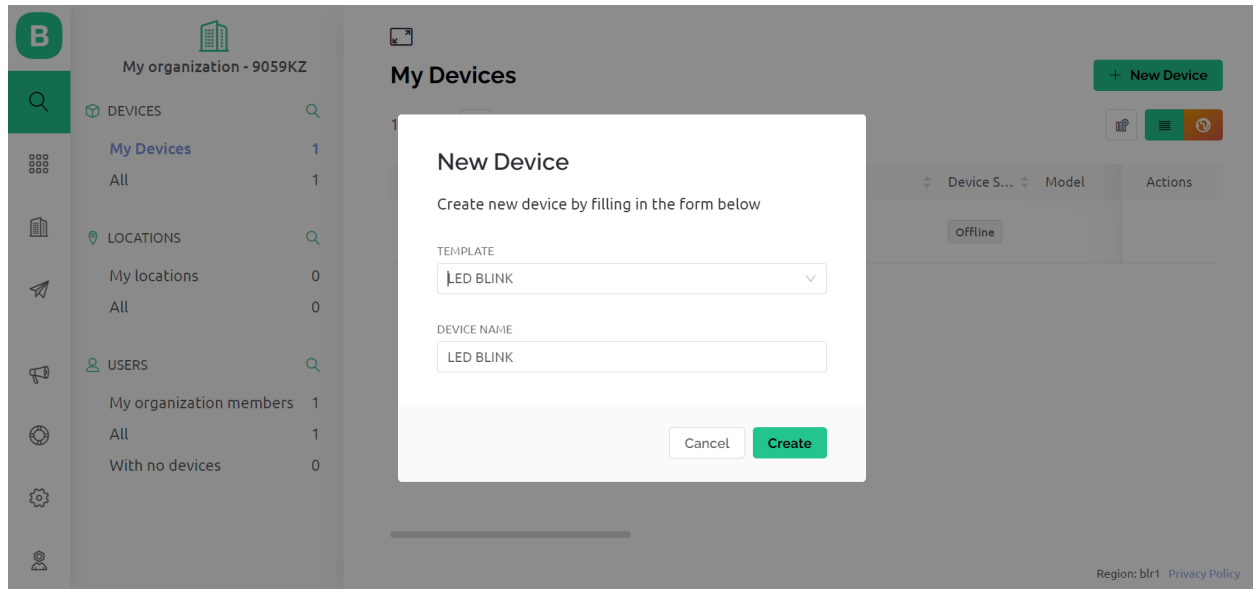 B
My organization - 9059KZ
DEVICES
My Devices 1
All 1
LOCATIONS
My locations 0
All 0
USERS
My organization members 1
All 1
With no devices 0
My Devices
+ New Device
1
Device S... Model Actions
Offline
New Device
Create new device by filling in the form below
TEMPLATE
LED BLINK
DEVICE NAME
LED BLINK
Cancel Create
Region: blr1 Privacy Policy